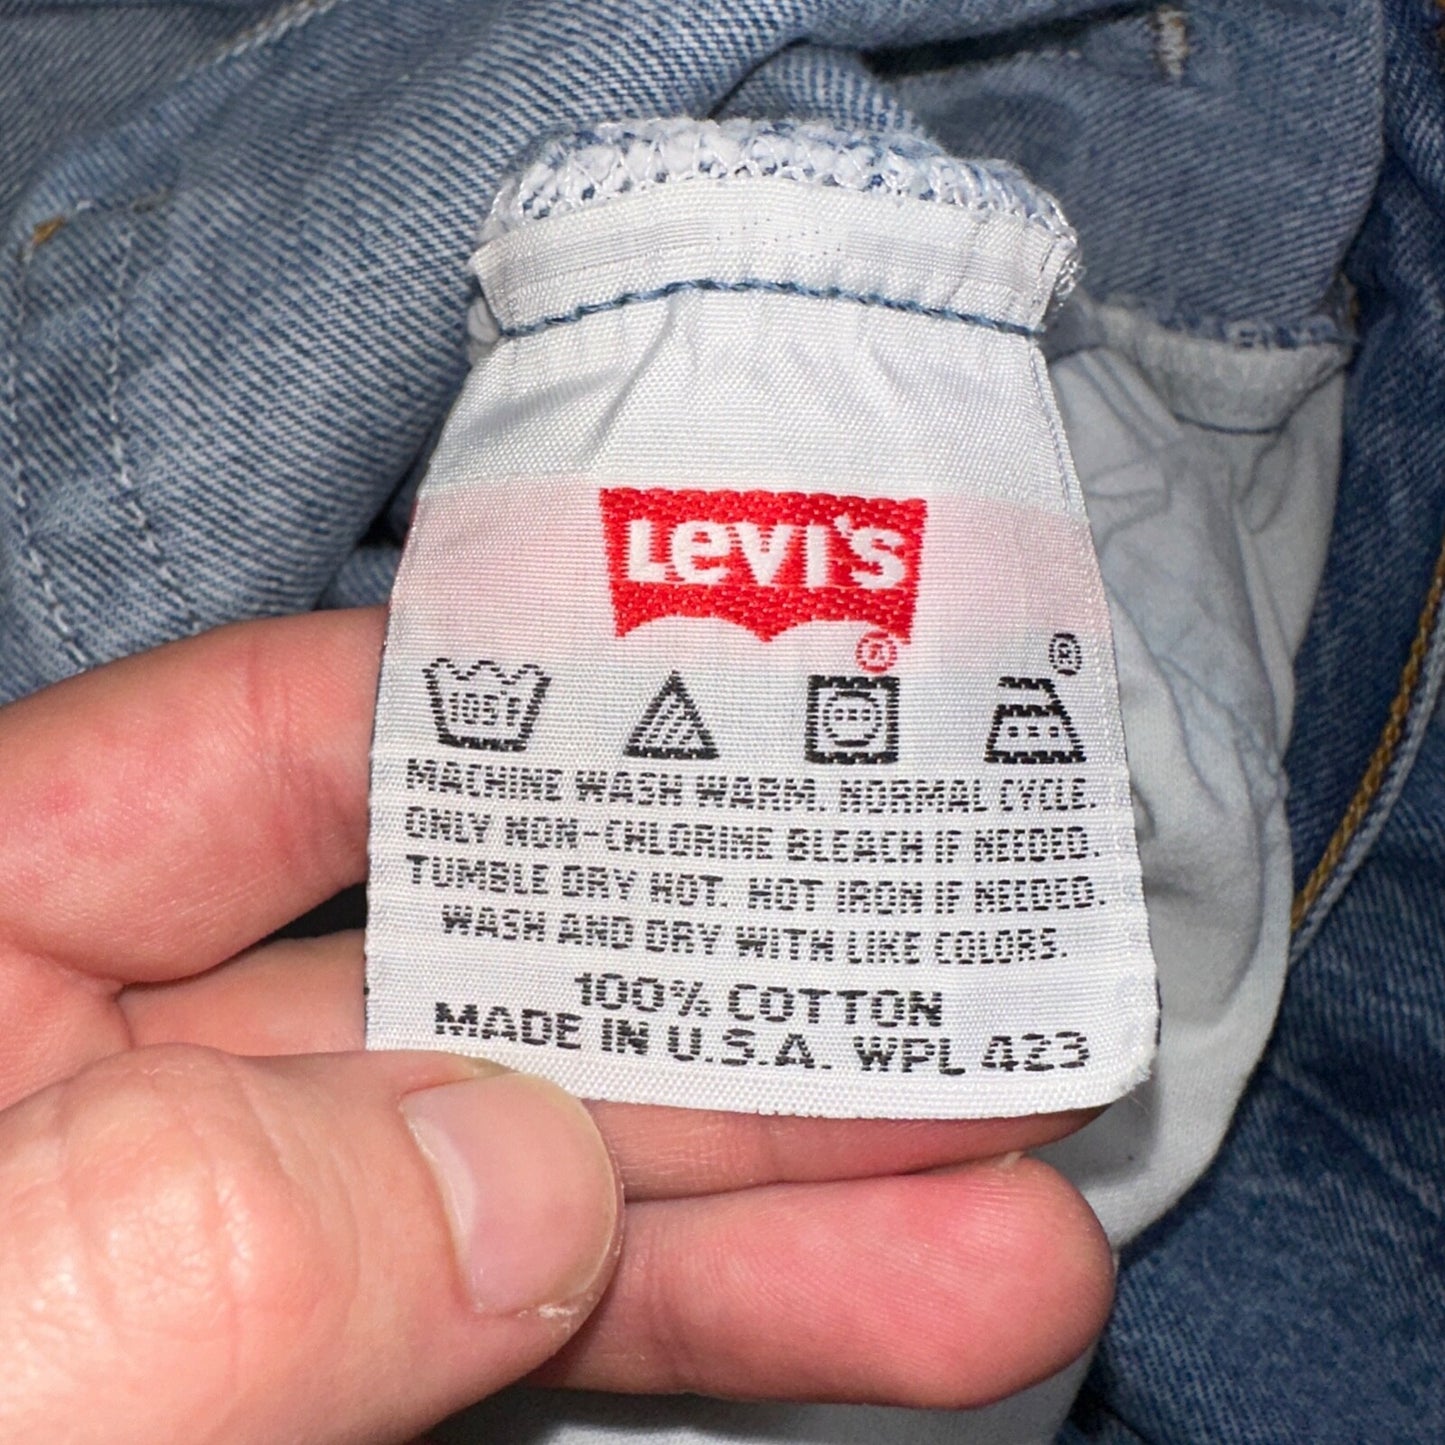 Levi's
®
®
105°F
MACHINE WASH WARM. NORMAL CYCLE.
ONLY NON-CHLORINE BLEACH IF NEEDED.
TUMBLE DRY HOT. HOT IRON IF NEEDED.
WASH AND DRY WITH LIKE COLORS.
100% COTTON
MADE IN U.S.A. WPL 423